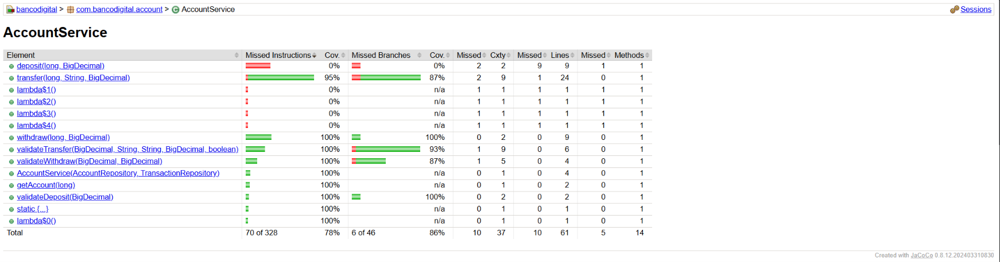 bancodigital > com.bancodigital.account > AccountService Sessions
AccountService
Element Missed Instructions Cov. Missed Branches Cov. Missed Cxty Missed Lines Missed Methods
deposit(long, BigDecimal) 0% 0% 2 2 9 9 1 1
transfer(long, String, BigDecimal) 95% 87% 2 9 1 24 0 1
lambda$1() 0% n/a 1 1 1 1 1 1
lambda$2() 0% n/a 1 1 1 1 1 1
lambda$3() 0% n/a 1 1 1 1 1 1
lambda$4() 0% n/a 1 1 1 1 1 1
withdraw(long, BigDecimal) 100% 100% 0 2 0 9 0 1
validateTransfer(BigDecimal, String, String, BigDecimal, boolean) 100% 93% 1 9 0 6 0 1
validateWithdraw(BigDecimal, BigDecimal) 100% 87% 1 5 0 4 0 1
AccountService(AccountRepository, TransactionRepository) 100% n/a 0 1 0 4 0 1
getAccount(long) 100% n/a 0 1 0 2 0 1
validateDeposit(BigDecimal) 100% 100% 0 2 0 2 0 1
static {...} 100% n/a 0 1 0 1 0 1
lambda$0() 100% n/a 0 1 0 1 0 1
Total 70 of 328 78% 6 of 46 86% 10 37 10 61 5 14
Created with JaCoCo 0.8.12.202403310830